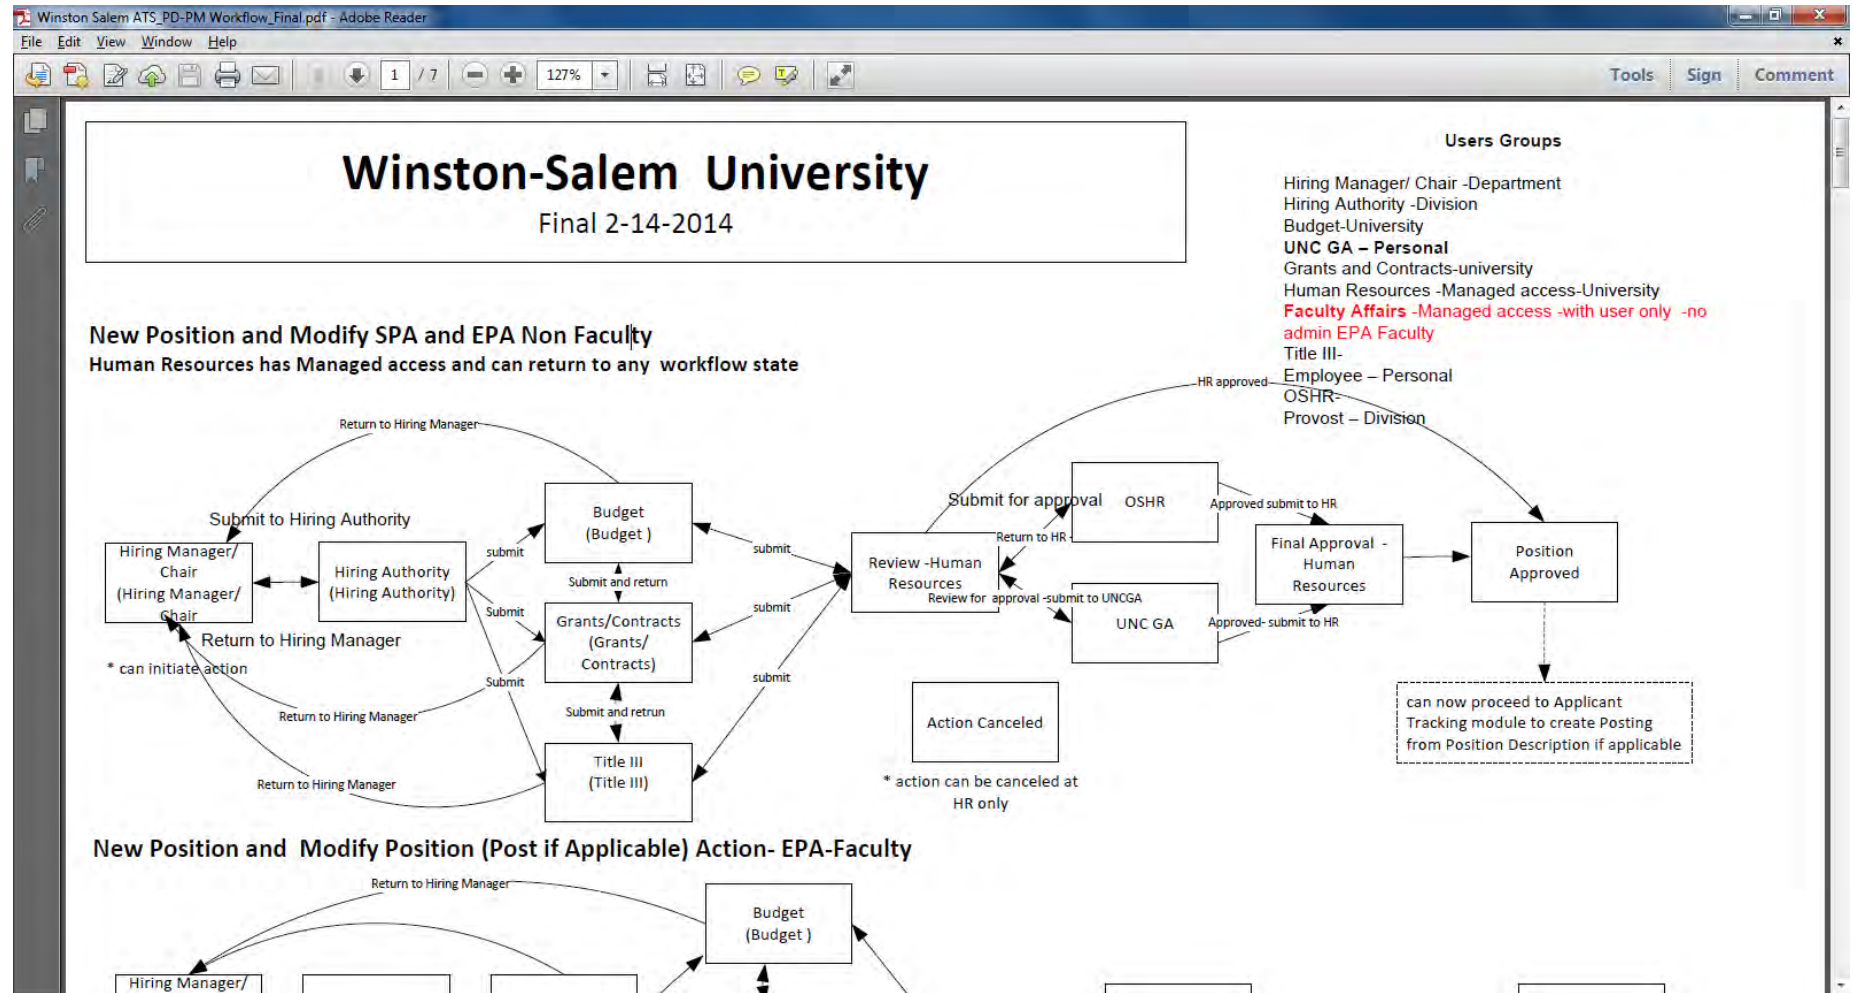 Winston Salem ATS_PD-PM Workflow_Final.pdf - Adobe Reader
File Edit View Window Help
1 / 7 127% Tools Sign Comment
Winston-Salem University
Final 2-14-2014
Users Groups
Hiring Manager/ Chair -Department
Hiring Authority -Division
Budget-University
UNC GA – Personal
Grants and Contracts-university
Human Resources -Managed access-University
Faculty Affairs -Managed access -with user only -no
admin EPA Faculty
Title III-
Employee – Personal
OSHR-
Provost – Division
New Position and Modify SPA and EPA Non Faculty
Human Resources has Managed access and can return to any workflow state
HR approved
Return to Hiring Manager
Submit to Hiring Authority
Hiring Manager/
Chair
(Hiring Manager/
Chair
Return to Hiring Manager
* can initiate action
Hiring Authority
(Hiring Authority)
submit
Submit
Submit
Budget
(Budget )
Submit and return
Grants/Contracts
(Grants/
Contracts)
Submit and retrun
Title III
(Title III)
Return to Hiring Manager
Return to Hiring Manager
submit
submit
submit
Review -Human
Resources
Submit for approval
Return to HR -
Review for approval -submit to UNCGA
OSHR
UNC GA
Approved submit to HR
Approved- submit to HR
Final Approval -
Human
Resources
Position
Approved
Action Canceled
* action can be canceled at
HR only
can now proceed to Applicant
Tracking module to create Posting
from Position Description if applicable
New Position and Modify Position (Post if Applicable) Action- EPA-Faculty
Return to Hiring Manager
Budget
(Budget )
Hiring Manager/